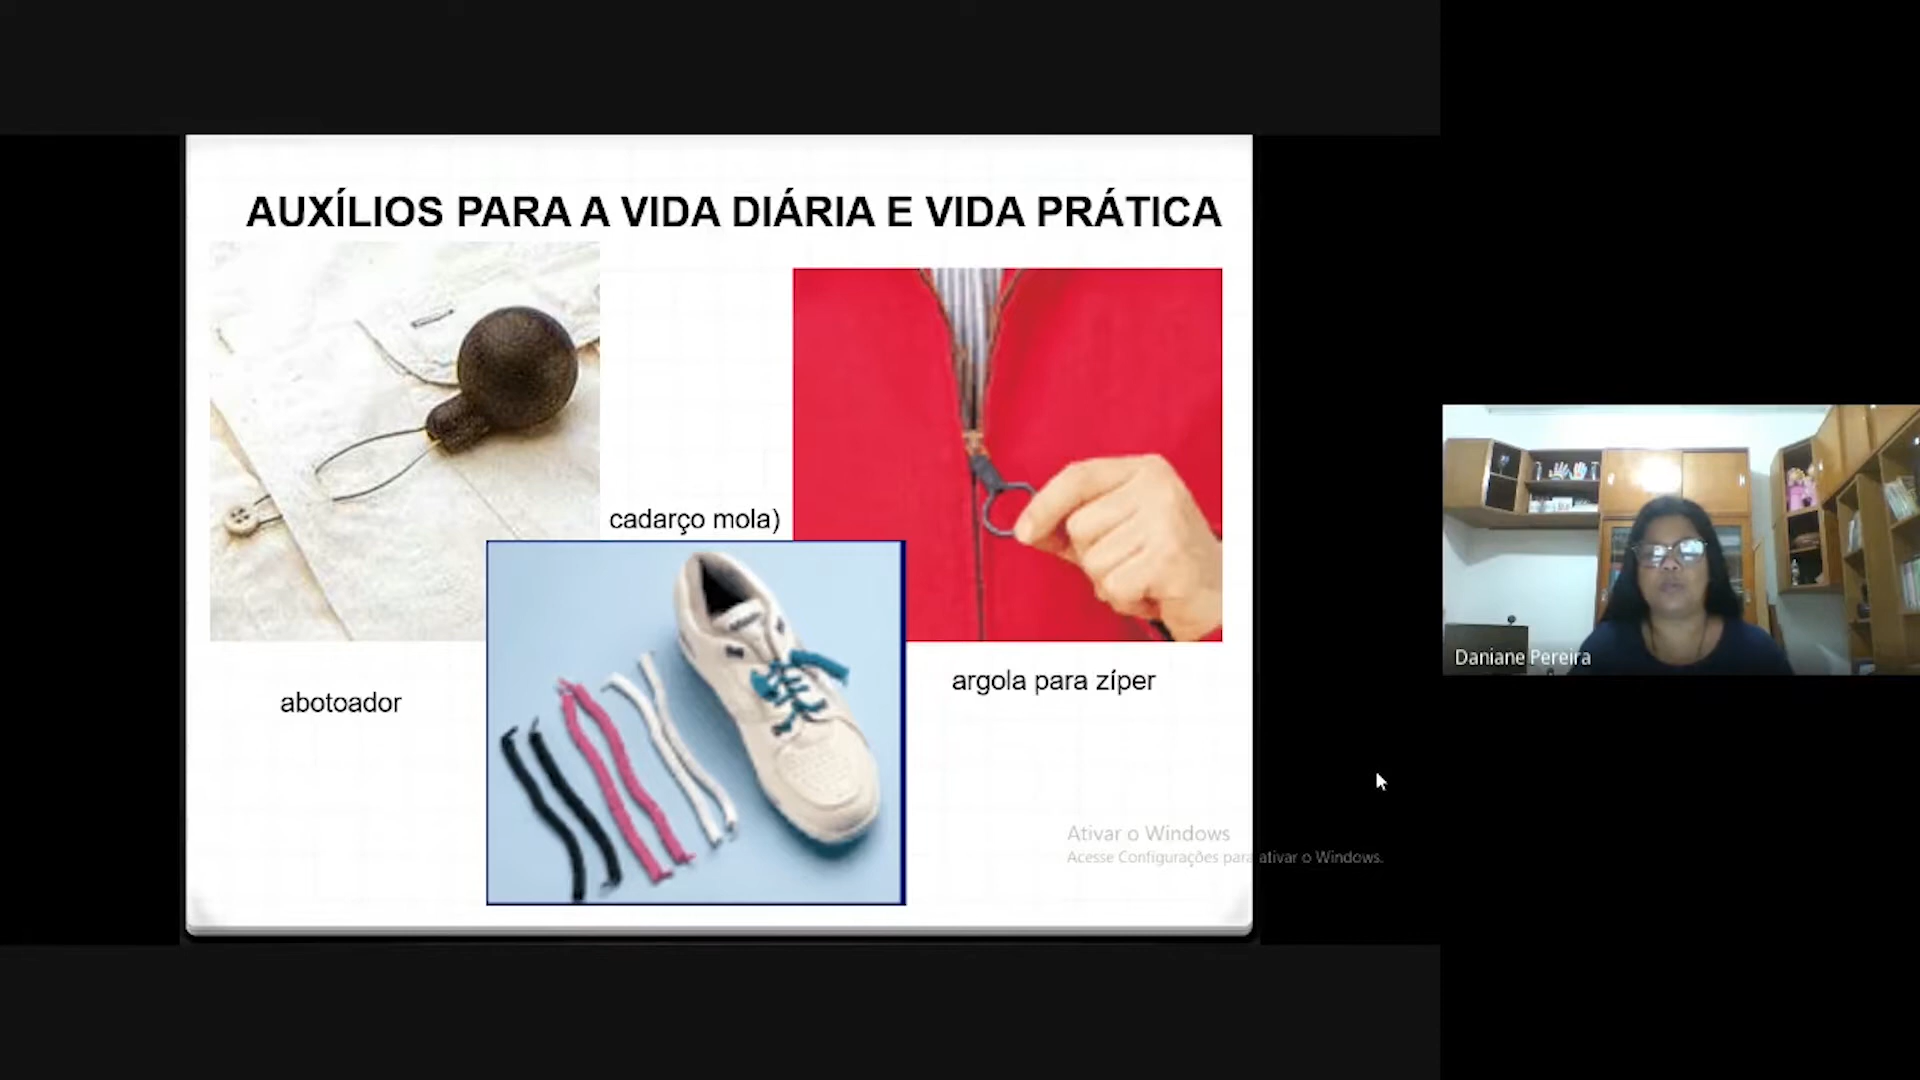 AUXÍLIOS PARA A VIDA DIÁRIA E VIDA PRÁTICA
cadarço mola)
abotoador
argola para zíper
Daniane Pereira
Ativar o Windows
Acesse Configurações para ativar o Windows.